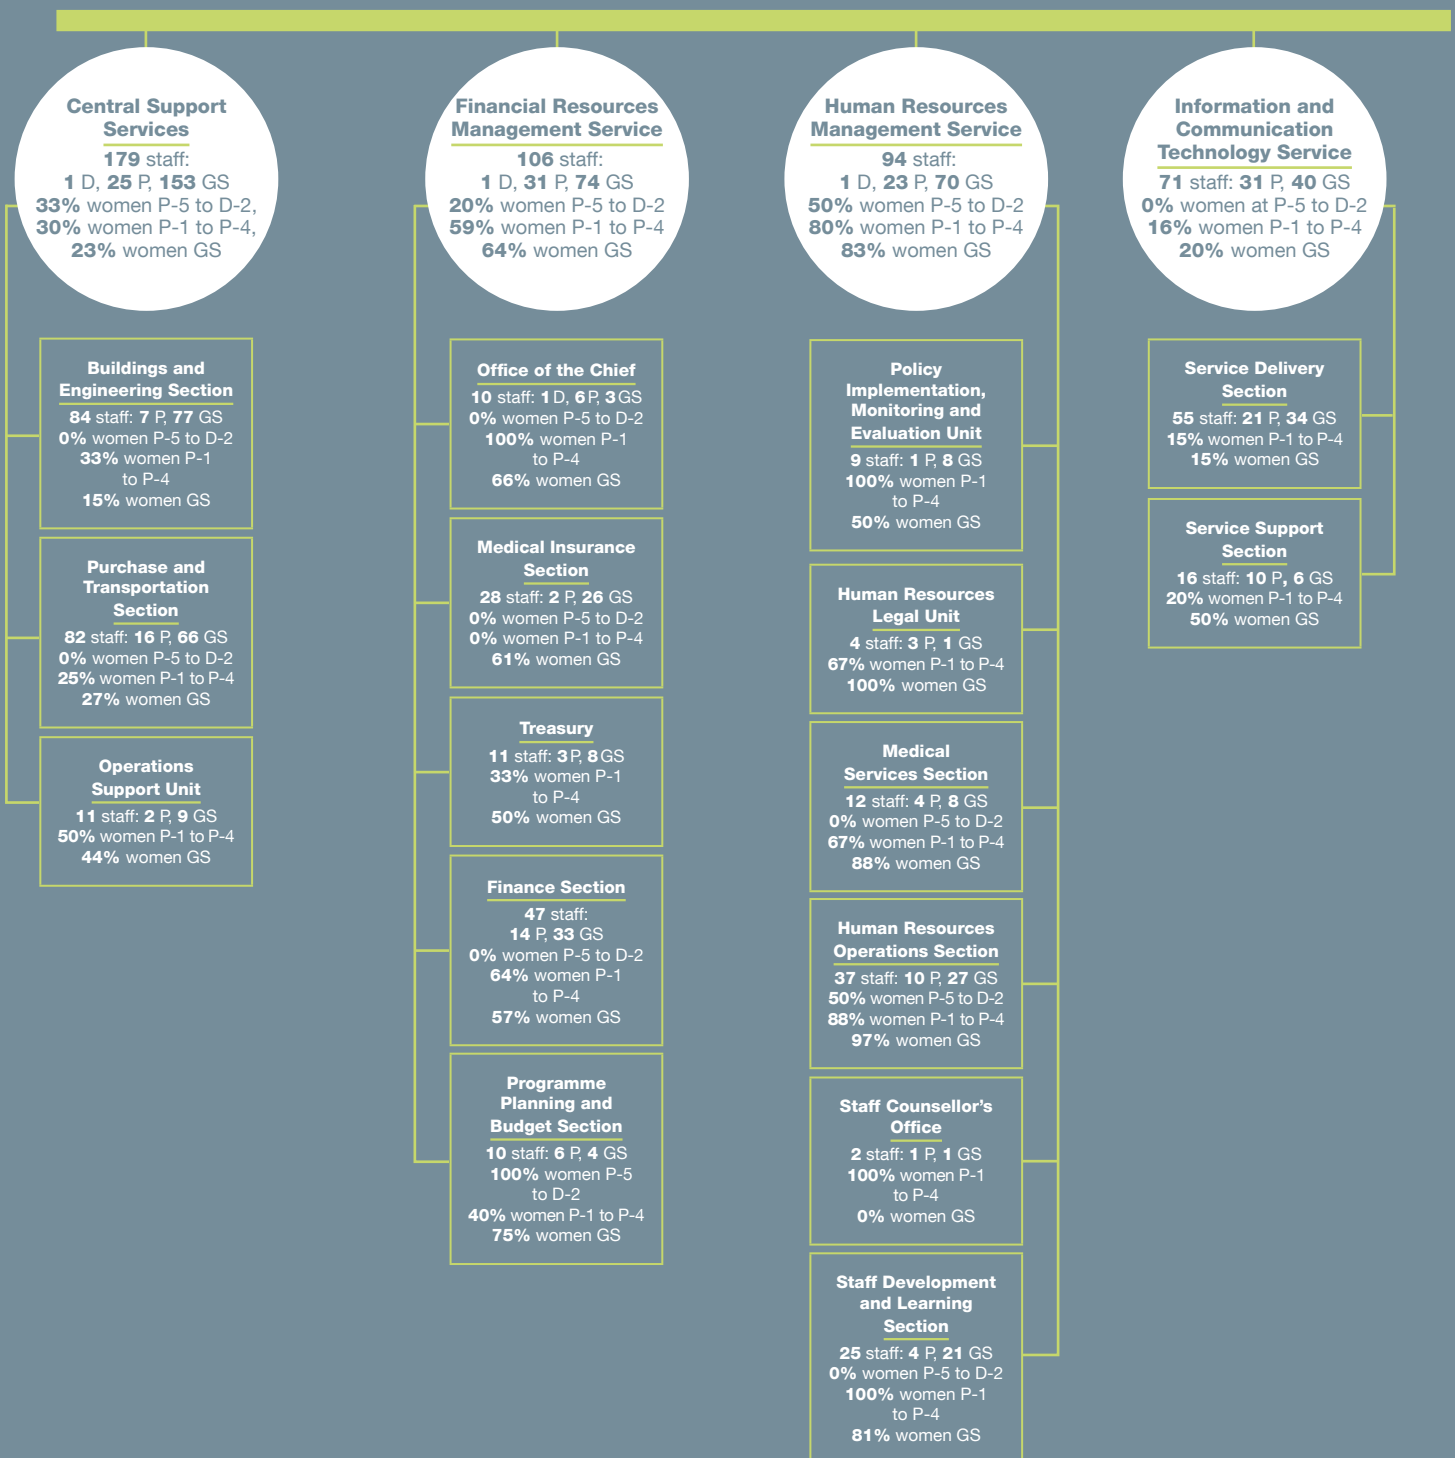 Central Support
Services
179 staff:
1 D, 25 P, 153 GS
33% women P-5 to D-2,
30% women P-1 to P-4,
23% women GS
Buildings and
Engineering Section
84 staff: 7 P, 77 GS
0% women P-5 to D-2
33% women P-1
to P-4
15% women GS
Purchase and
Transportation
Section
82 staff: 16 P, 66 GS
0% women P-5 to D-2
25% women P-1 to P-4
27% women GS
Operations
Support Unit
11 staff: 2 P, 9 GS
50% women P-1 to P-4
44% women GS
Financial Resources
Management Service
106 staff:
1 D, 31 P, 74 GS
20% women P-5 to D-2
59% women P-1 to P-4
64% women GS
Office of the Chief
10 staff: 1 D, 6 P, 3 GS
0% women P-5 to D-2
100% women P-1
to P-4
66% women GS
Medical Insurance
Section
28 staff: 2 P, 26 GS
0% women P-5 to D-2
0% women P-1 to P-4
61% women GS
Treasury
11 staff: 3 P, 8 GS
33% women P-1
to P-4
50% women GS
Finance Section
47 staff:
14 P, 33 GS
0% women P-5 to D-2
64% women P-1
to P-4
57% women GS
Programme
Planning and
Budget Section
10 staff: 6 P, 4 GS
100% women P-5
to D-2
40% women P-1 to P-4
75% women GS
Human Resources
Management Service
94 staff:
1 D, 23 P, 70 GS
50% women P-5 to D-2
80% women P-1 to P-4
83% women GS
Policy
Implementation,
Monitoring and
Evaluation Unit
9 staff: 1 P, 8 GS
100% women P-1
to P-4
50% women GS
Human Resources
Legal Unit
4 staff: 3 P, 1 GS
67% women P-1 to P-4
100% women GS
Medical
Services Section
12 staff: 4 P, 8 GS
0% women P-5 to D-2
67% women P-1 to P-4
88% women GS
Human Resources
Operations Section
37 staff: 10 P, 27 GS
50% women P-5 to D-2
88% women P-1 to P-4
97% women GS
Staff Counsellor's
Office
2 staff: 1 P, 1 GS
100% women P-1
to P-4
0% women GS
Staff Development
and Learning
Section
25 staff: 4 P, 21 GS
0% women P-5 to D-2
100% women P-1
to P-4
81% women GS
Information and
Communication
Technology Service
71 staff: 31 P, 40 GS
0% women at P-5 to D-2
16% women P-1 to P-4
20% women GS
Service Delivery
Section
55 staff: 21 P, 34 GS
15% women P-1 to P-4
15% women GS
Service Support
Section
16 staff: 10 P, 6 GS
20% women P-1 to P-4
50% women GS